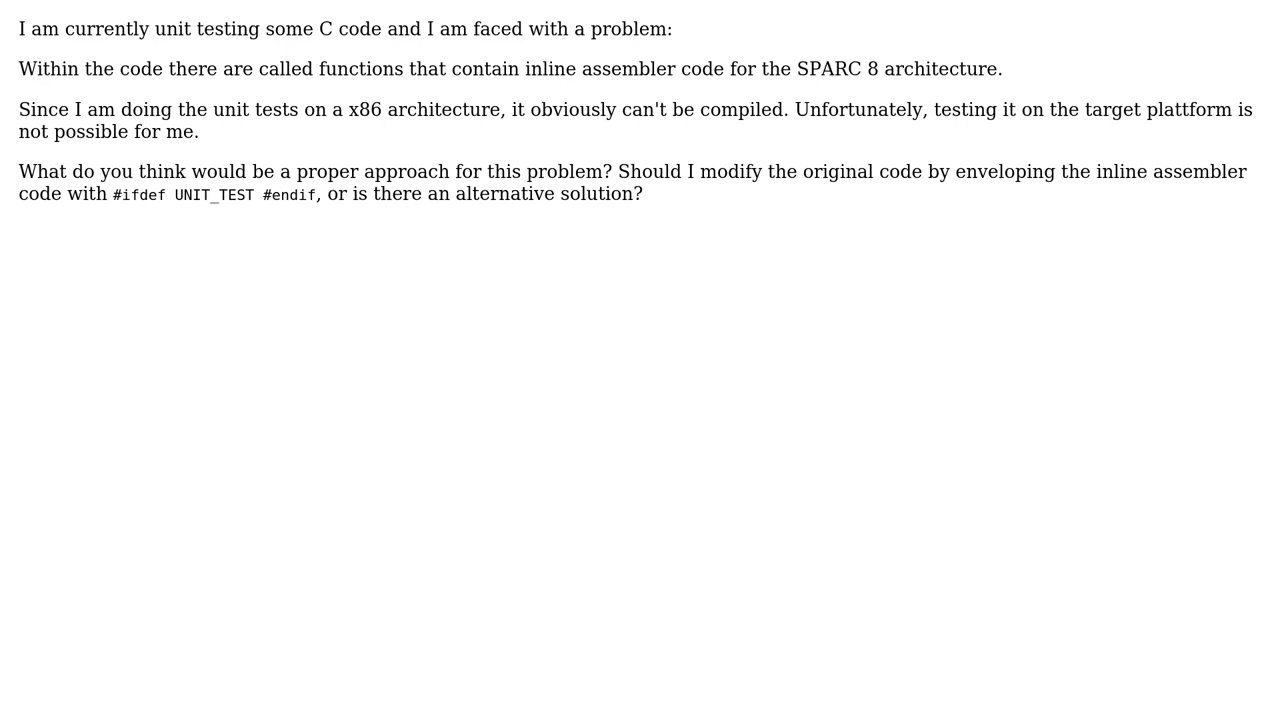 I am currently unit testing some C code and I am faced with a problem:
Within the code there are called functions that contain inline assembler code for the SPARC 8 architecture.
Since I am doing the unit tests on a x86 architecture, it obviously can't be compiled. Unfortunately, testing it on the target plattform is
not possible for me.
What do you think would be a proper approach for this problem? Should I modify the original code by enveloping the inline assembler
code with #ifdef UNIT_TEST #endif, or is there an alternative solution?